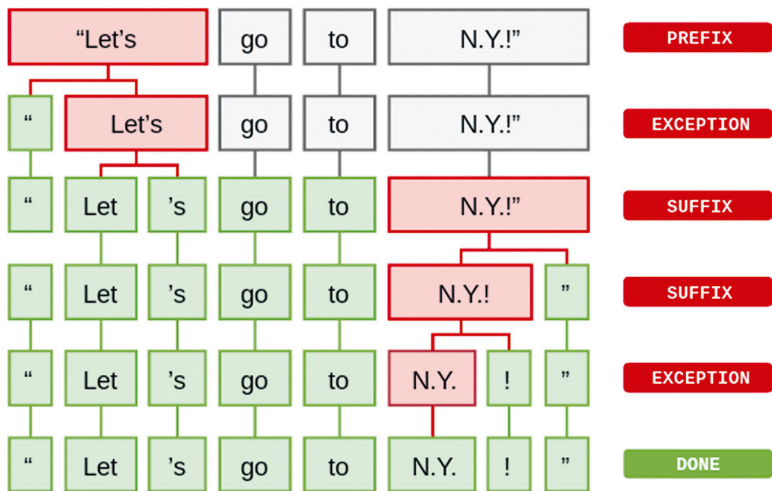 “Let’s go to N.Y.!” PREFIX
“ Let’s go to N.Y.!” EXCEPTION
“ Let ’s go to N.Y.!” SUFFIX
“ Let ’s go to N.Y.! ” SUFFIX
“ Let ’s go to N.Y. ! ” EXCEPTION
“ Let ’s go to N.Y. ! ” DONE